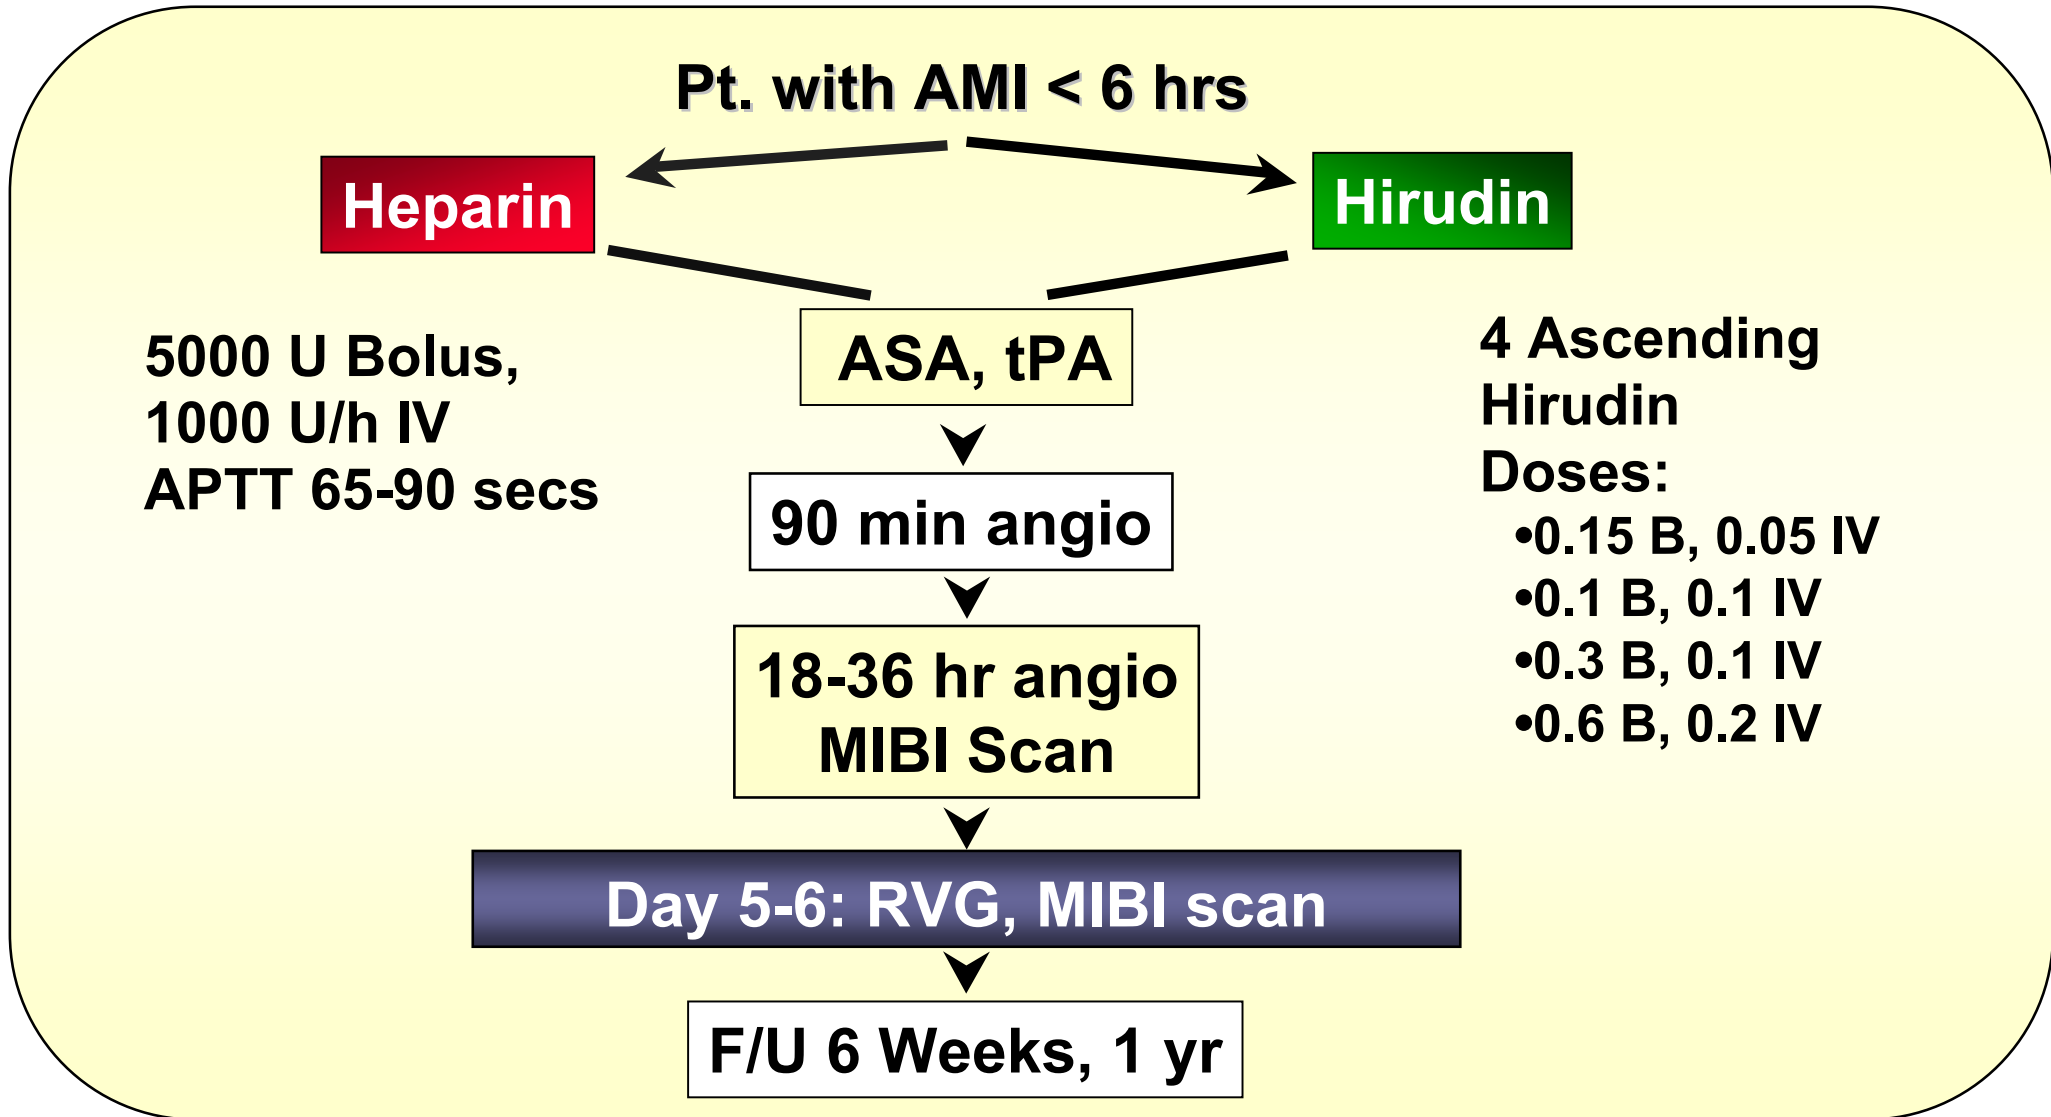 Pt. with AMI < 6 hrs
Heparin
Hirudin
5000 U Bolus,
1000 U/h IV
APTT 65-90 secs
ASA, tPA
90 min angio
18-36 hr angio
MIBI Scan
4 Ascending
Hirudin
Doses:
•0.15 B, 0.05 IV
•0.1 B, 0.1 IV
•0.3 B, 0.1 IV
•0.6 B, 0.2 IV
Day 5-6: RVG, MIBI scan
F/U 6 Weeks, 1 yr